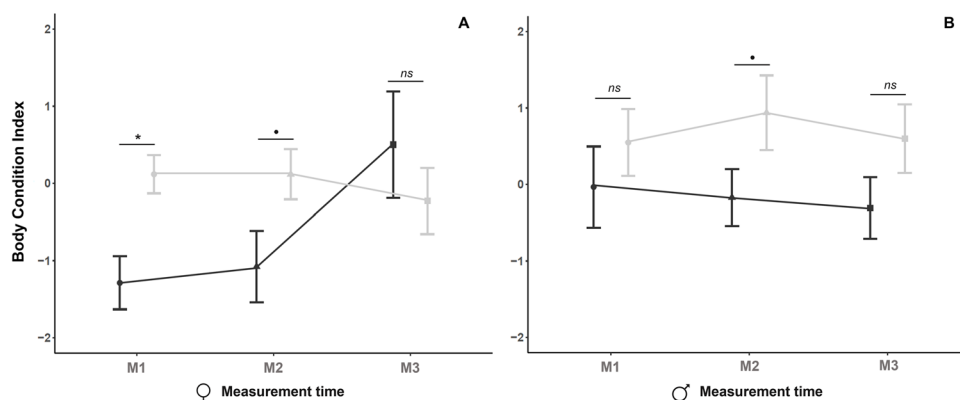 A
Body Condition Index
2
1
0
−1
−2
*
•
ns
M1
M2
M3
♀ Measurement time
B
2
1
0
−1
−2
ns
•
ns
M1
M2
M3
♂ Measurement time